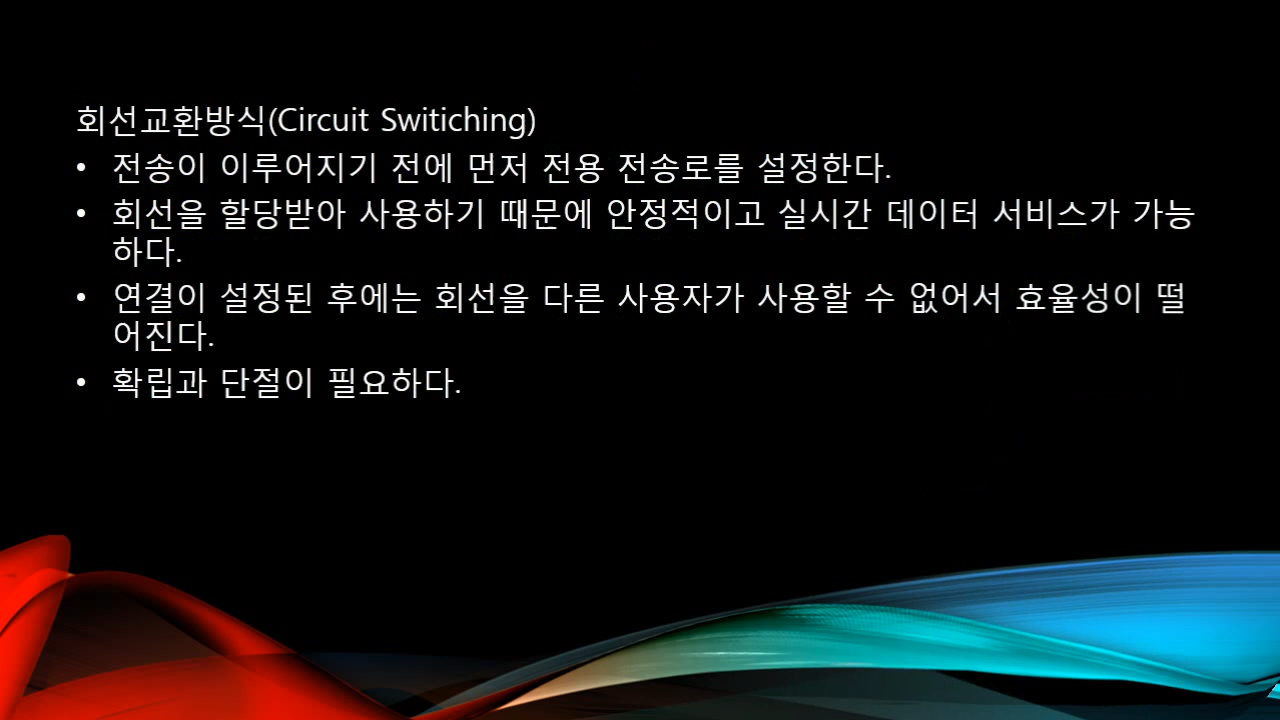 회선교환방식(Circuit Switiching)
• 전송이 이루어지기 전에 먼저 전용 전송로를 설정한다.
• 회선을 할당받아 사용하기 때문에 안정적이고 실시간 데이터 서비스가 가능
하다.
• 연결이 설정된 후에는 회선을 다른 사용자가 사용할 수 없어서 효율성이 떨
어진다.
• 확립과 단절이 필요하다.